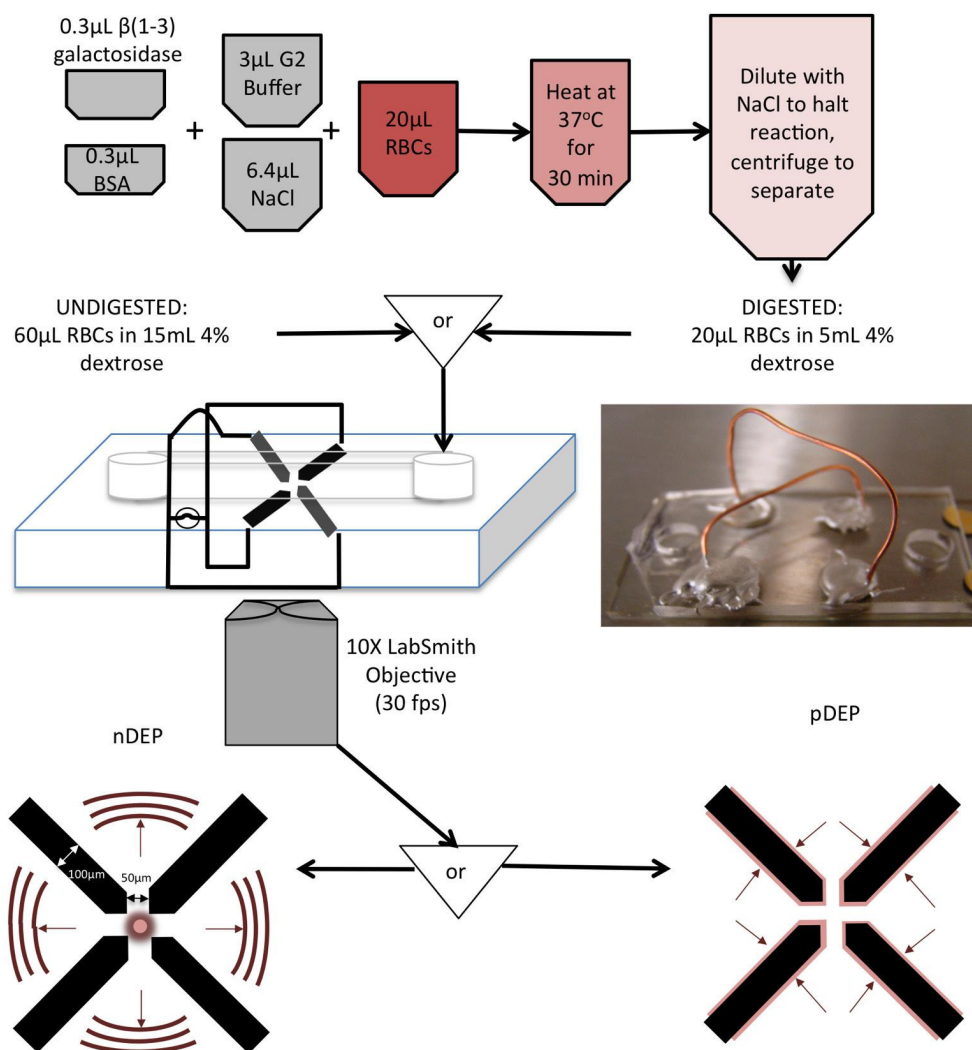 0.3µL β(1-3)
galactosidase
0.3µL
BSA
3µL G2
Buffer
6.4µL
NaCl
+
+
20µL
RBCs
Heat at
37°C
for
30 min
Dilute with
NaCl to halt
reaction,
centrifuge to
separate
UNDIGESTED:
60µL RBCs in 15mL 4%
dextrose
or
DIGESTED:
20µL RBCs in 5mL 4%
dextrose
10X LabSmith
Objective
(30 fps)
nDEP
pDEP
100µm
50µm
or